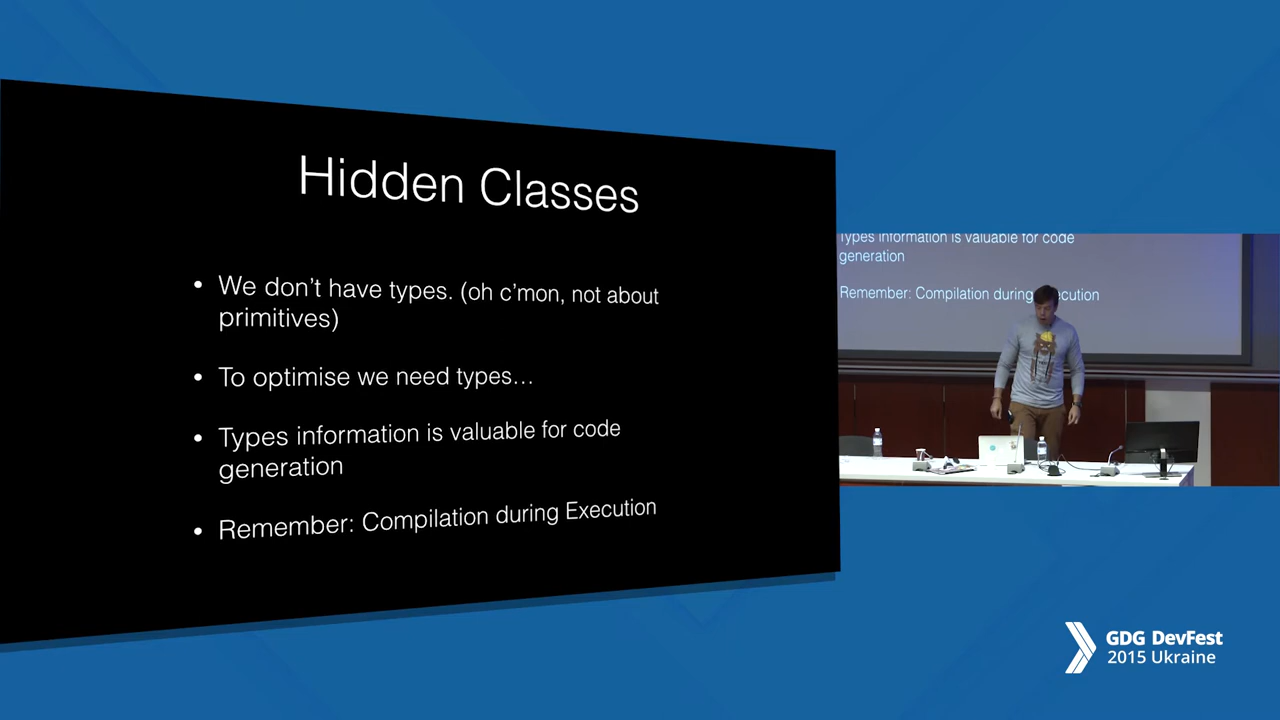 Hidden Classes
• We don't have types. (oh c'mon, not about
primitives)
• To optimise we need types…
• Types information is valuable for code
generation
• Remember: Compilation during Execution
Types information is valuable for code
generation
Remember: Compilation during ecution
GDG DevFest
2015 Ukraine